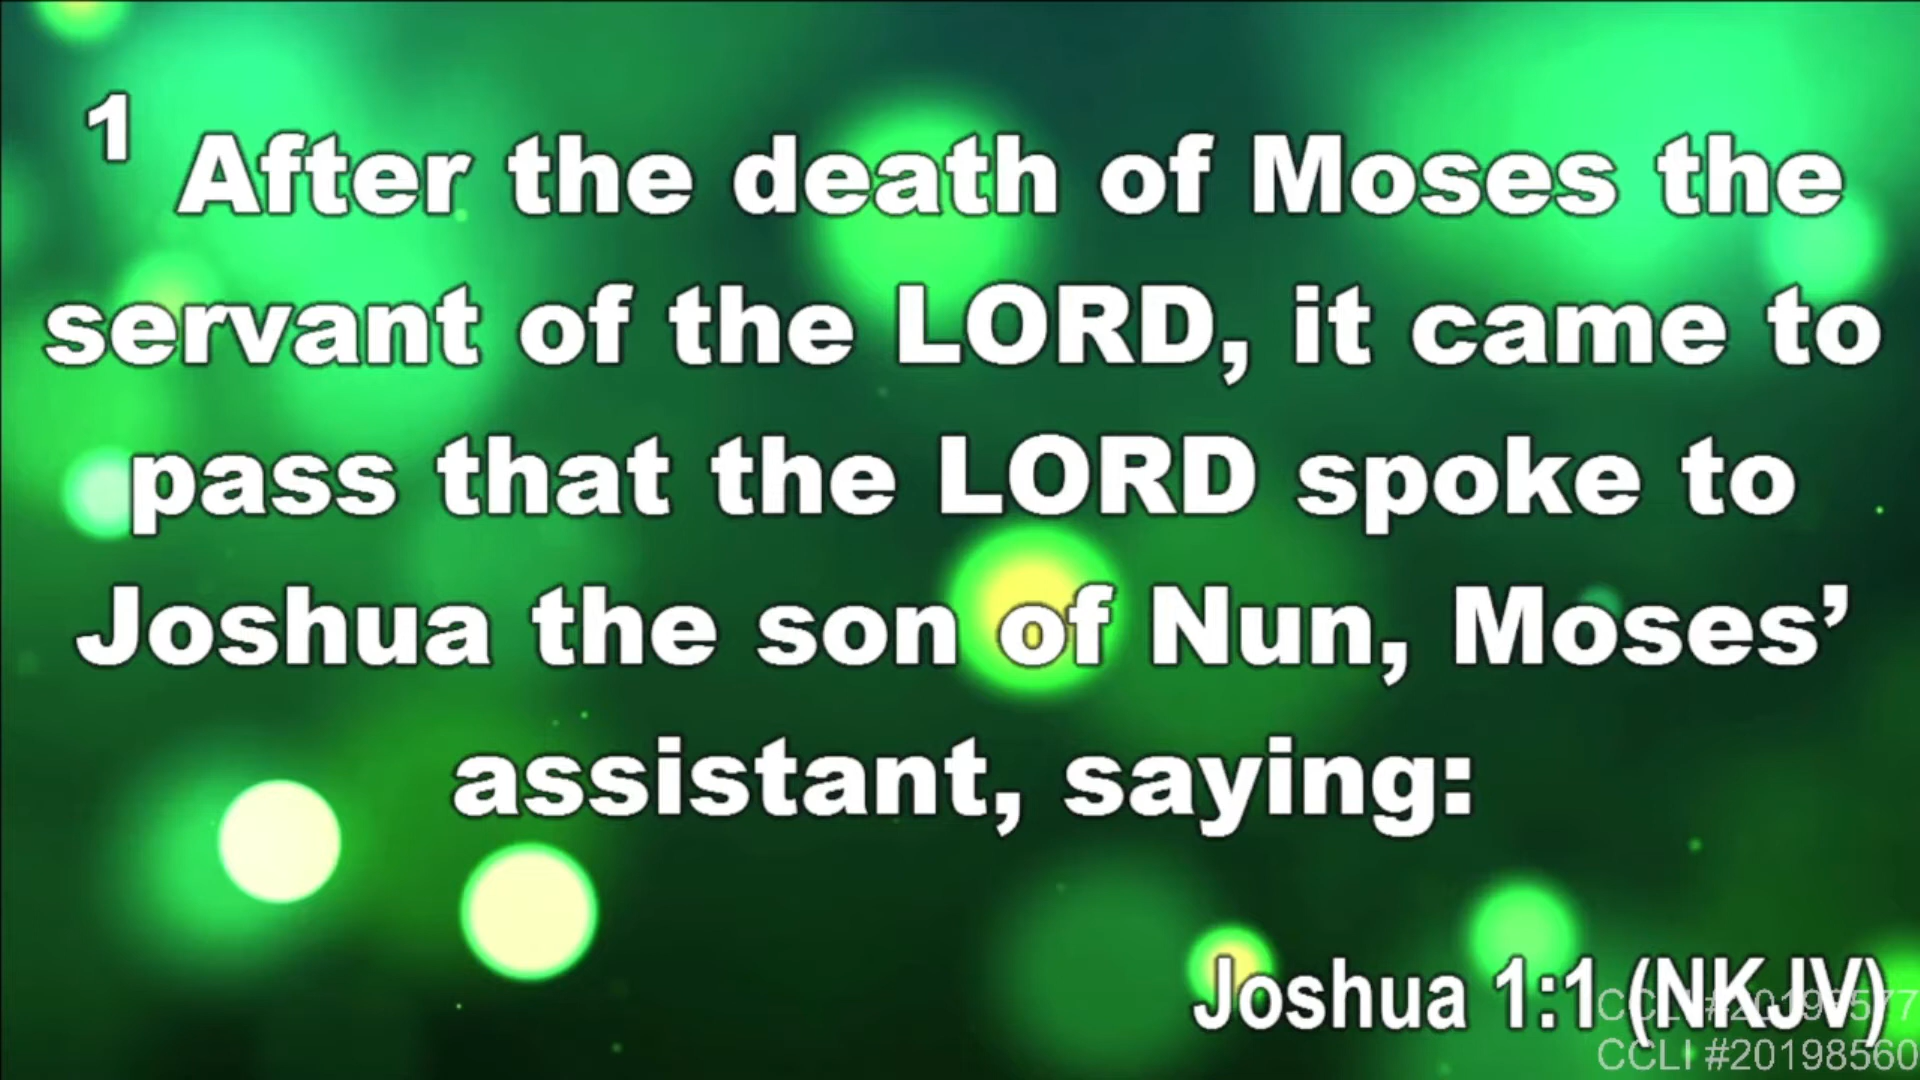 1 After the death of Moses the
servant of the LORD, it came to
pass that the LORD spoke to
Joshua the son of Nun, Moses’
assistant, saying:
Joshua 1:1 (NKJV)
CCLI #20198560